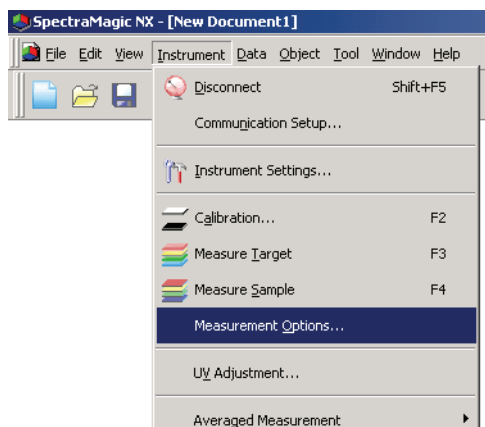 SpectraMagic NX - [New Document1]
File Edit View Instrument Data Object Tool Window Help
Disconnect Shift+F5
Communication Setup...
Instrument Settings...
Calibration... F2
Measure Target F3
Measure Sample F4
Measurement Options...
UV Adjustment...
Averaged Measurement